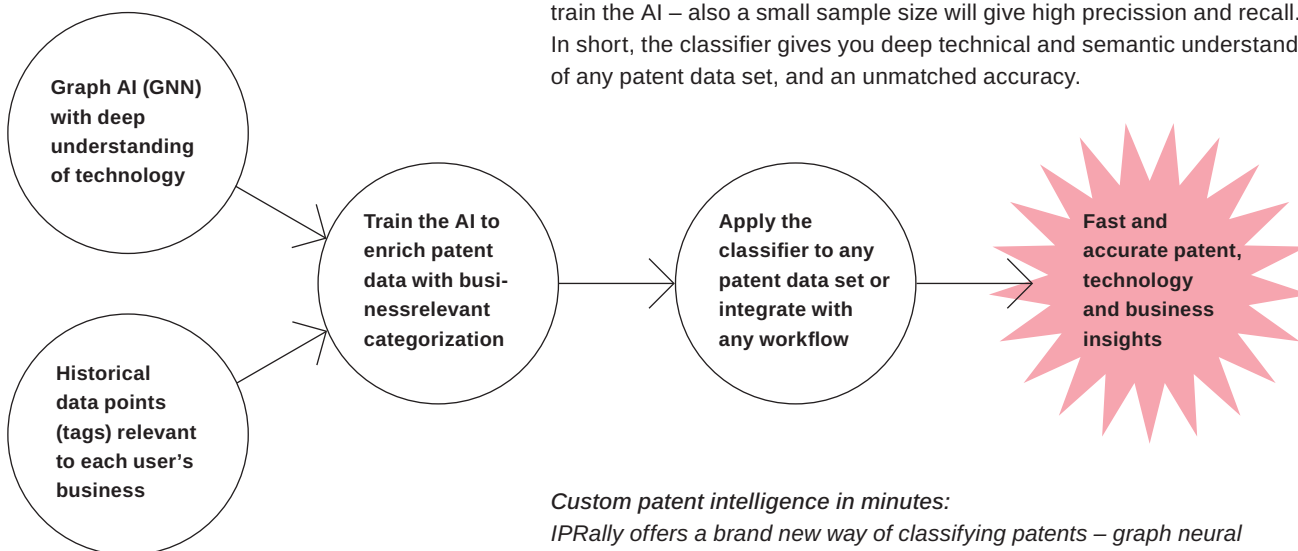 train the AI – also a small sample size will give high precission and recall.
In short, the classifier gives you deep technical and semantic understand
of any patent data set, and an unmatched accuracy.
Graph AI (GNN)
with deep
understanding
of technology
Historical
data points
(tags) relevant
to each user's
business
Train the AI to
enrich patent
data with busi-
nessrelevant
categorization
Apply the
classifier to any
patent data set or
integrate with
any workflow
Fast and
accurate patent,
technology
and business
insights
Custom patent intelligence in minutes:
IPRally offers a brand new way of classifying patents – graph neural